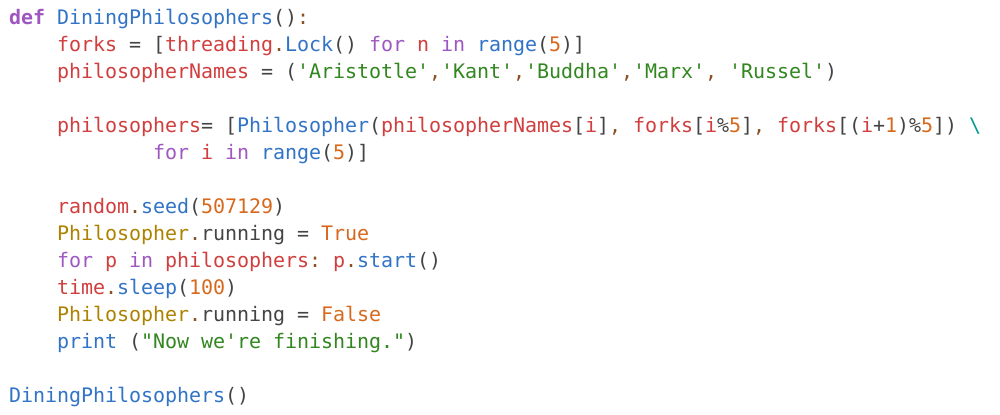 def DiningPhilosophers():
    forks = [threading.Lock() for n in range(5)]
    philosopherNames = ('Aristotle','Kant','Buddha','Marx', 'Russel')

    philosophers= [Philosopher(philosopherNames[i], forks[i%5], forks[(i+1)%5]) \
            for i in range(5)]

    random.seed(507129)
    Philosopher.running = True
    for p in philosophers: p.start()
    time.sleep(100)
    Philosopher.running = False
    print ("Now we're finishing.")

DiningPhilosophers()